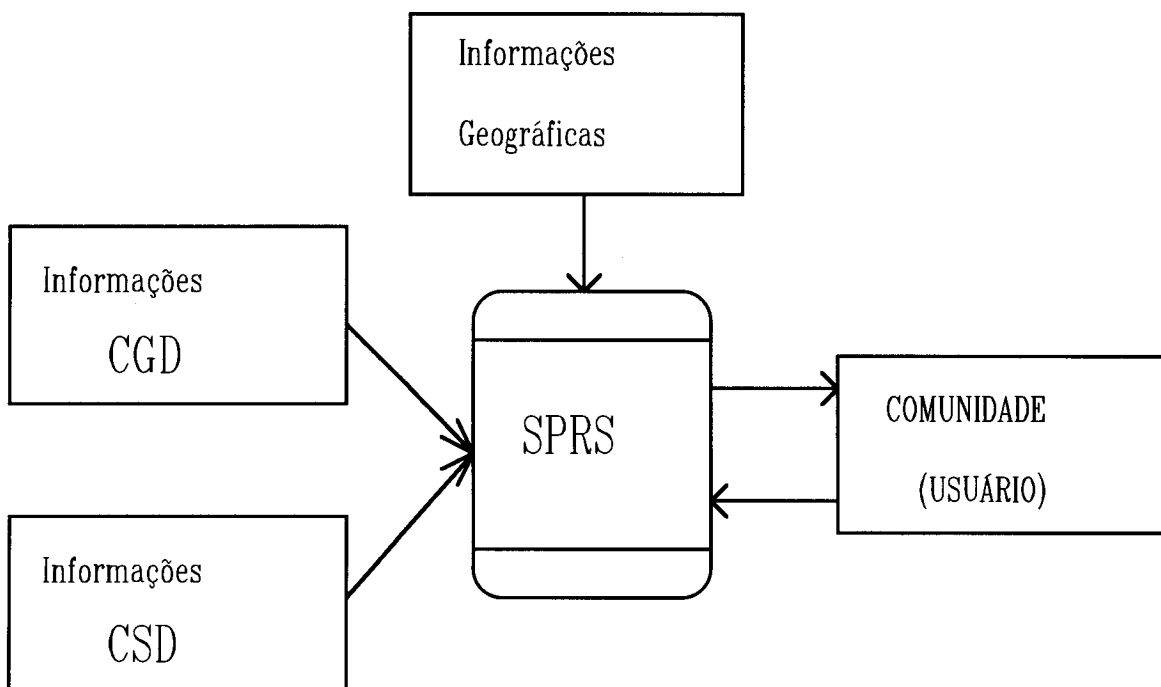 Informações
Geográficas
Informações
CGD
SPRS
COMUNIDADE
(USUÁRIO)
Informações
CSD